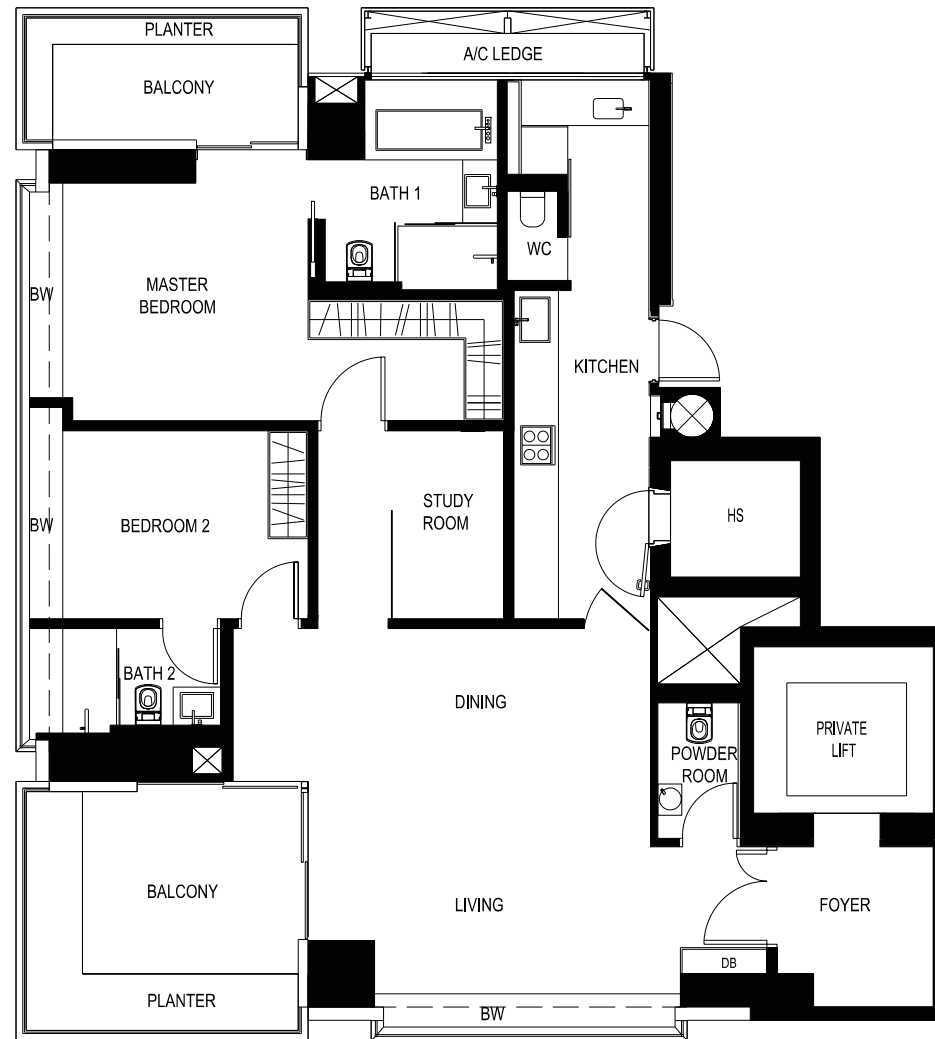 PLANTER
BALCONY
A/C LEDGE
BATH 1
WC
BW
MASTER
BEDROOM
KITCHEN
BW
BEDROOM 2
STUDY
ROOM
HS
BATH 2
DINING
POWDER
ROOM
PRIVATE
LIFT
BALCONY
LIVING
FOYER
DB
PLANTER
BW